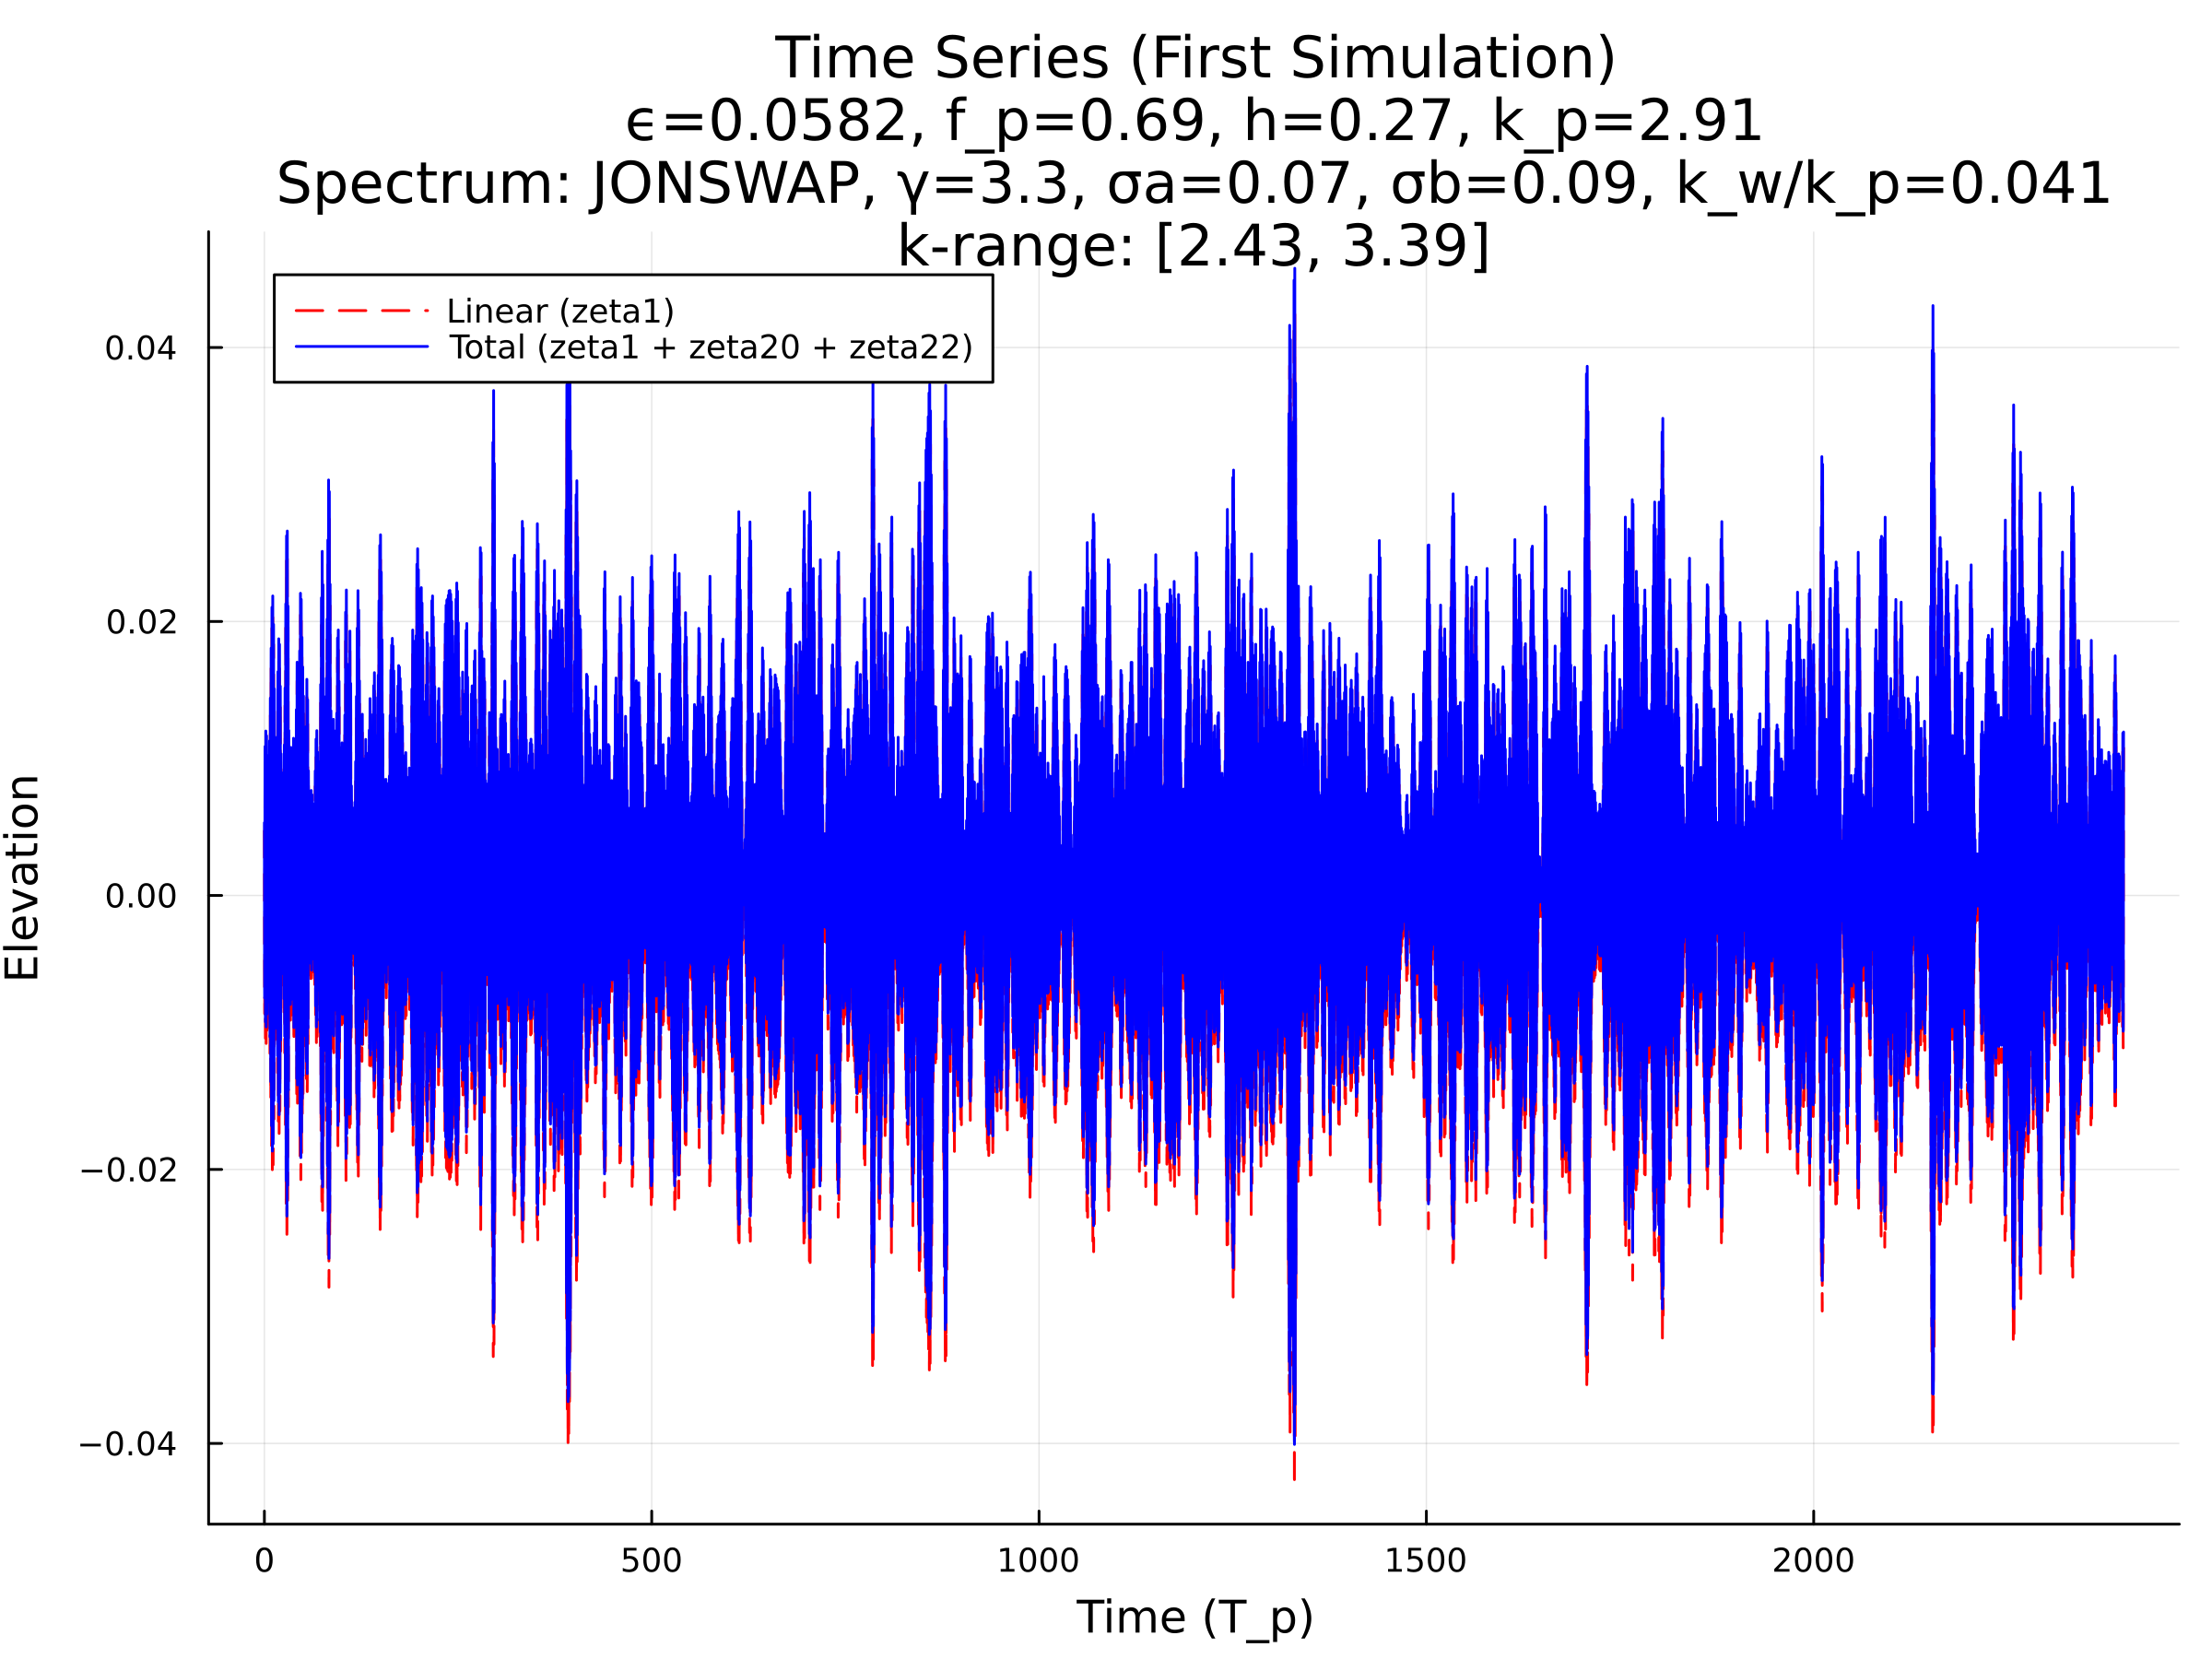 Time Series (First Simulation)
ϵ=0.0582, f_p=0.69, h=0.27, k_p=2.91
Spectrum: JONSWAP, γ=3.3, σa=0.07, σb=0.09, k_w/k_p=0.041
k-range: [2.43, 3.39]
Linear (zeta1)
Total (zeta1 + zeta20 + zeta22)
0.04
0.02
0.00
−0.02
−0.04
Elevation
0 500 1000 1500 2000
Time (T_p)